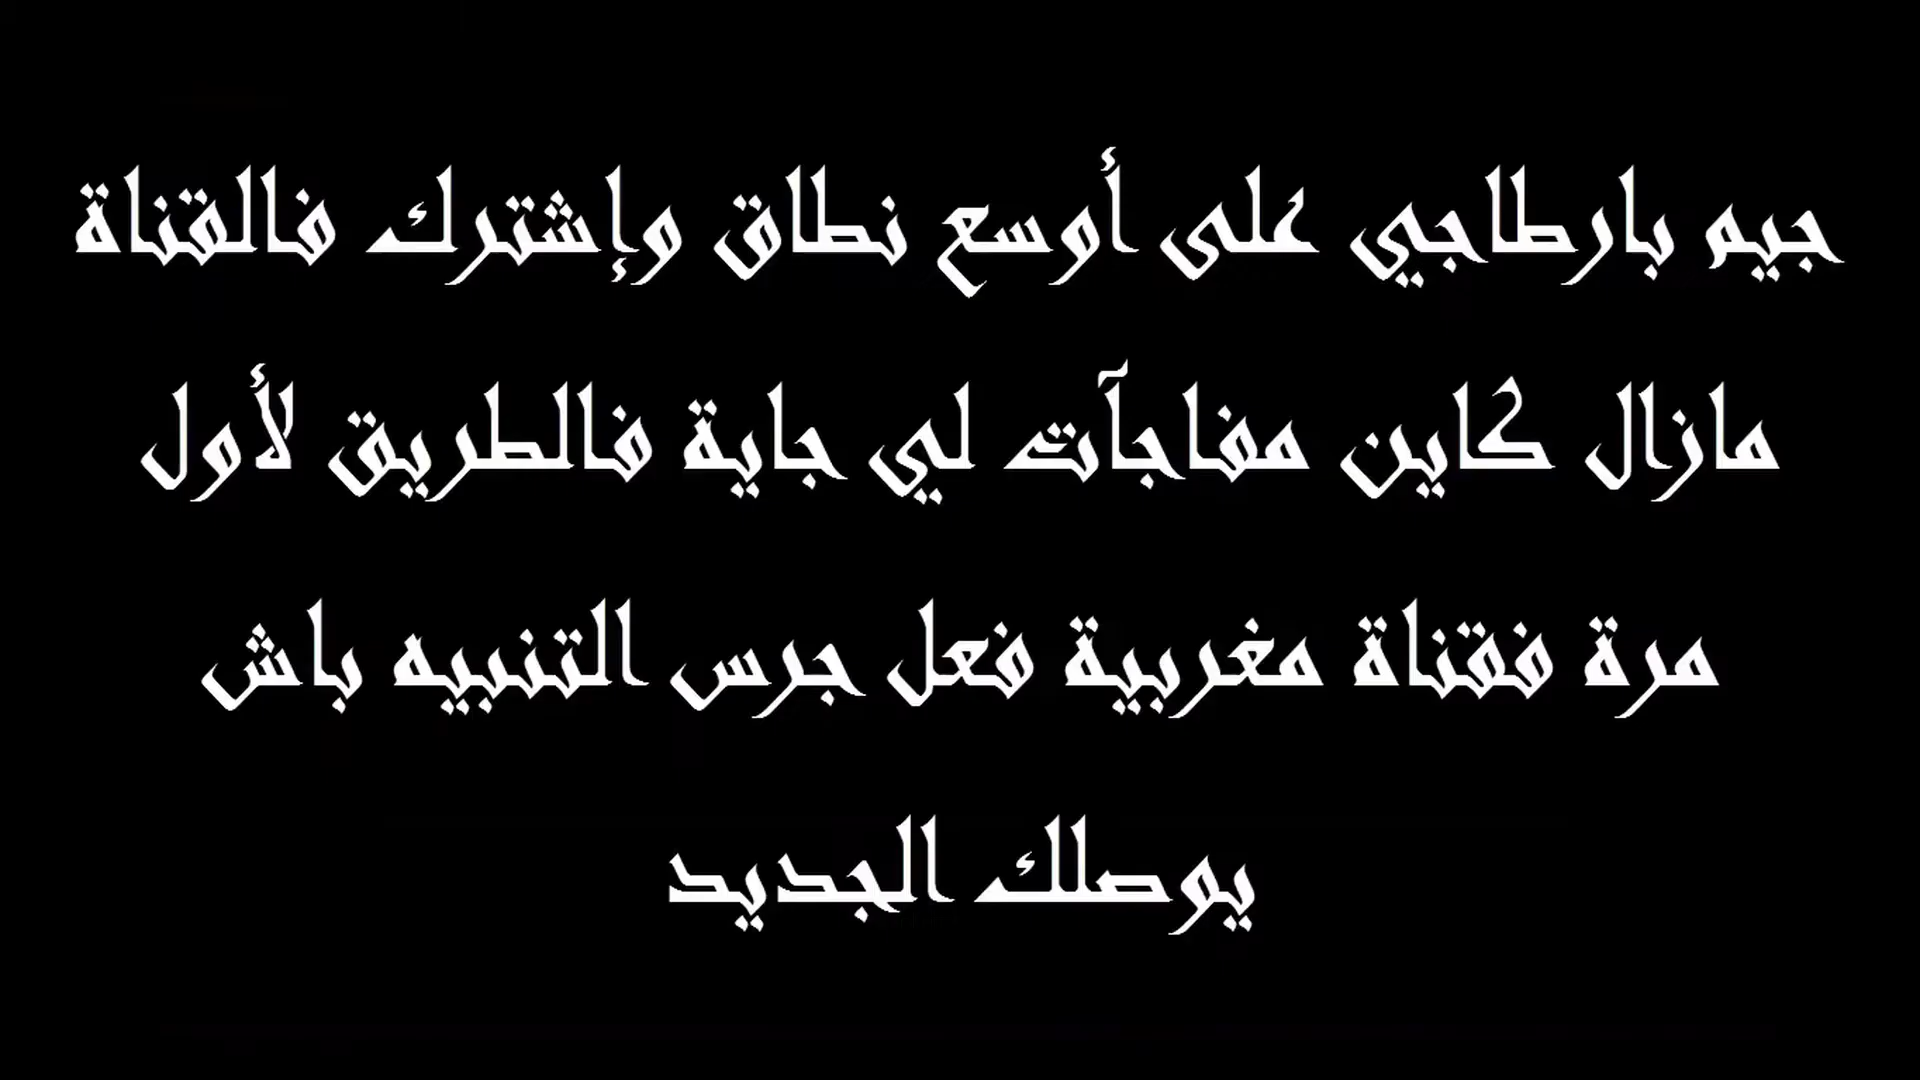 جيم بارطاجي على أوسع نطاق وإشترك فالقناة
مازال كاين مفاجآت لي جاية فالطريق لأول
مرة فقناة مغربية فعل جرس التنبيه باش
يوصلك الجديد